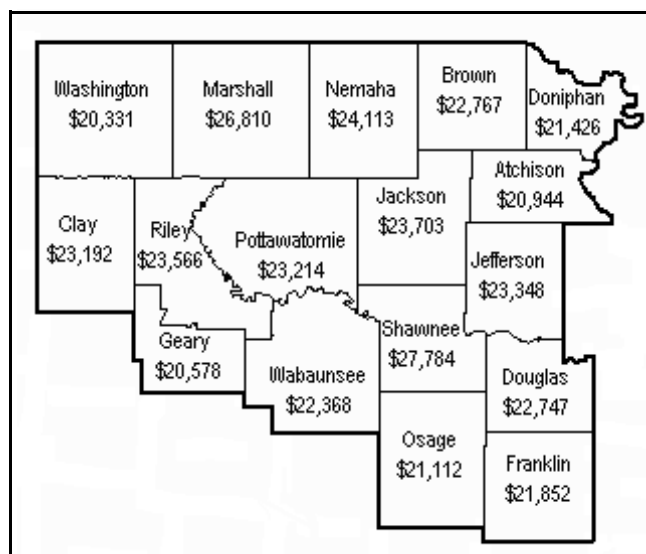 Washington
$20,331
Marshall
$26,810
Nemaha
$24,113
Brown
$22,767
Doniphan
$21,426
Atchison
$20,944
Clay
$23,192
Riley
$23,566
Pottawatomie
$23,214
Jackson
$23,703
Jefferson
$23,348
Geary
$20,578
Wabaunsee
$22,368
Shawnee
$27,784
Douglas
$22,747
Osage
$21,112
Franklin
$21,852